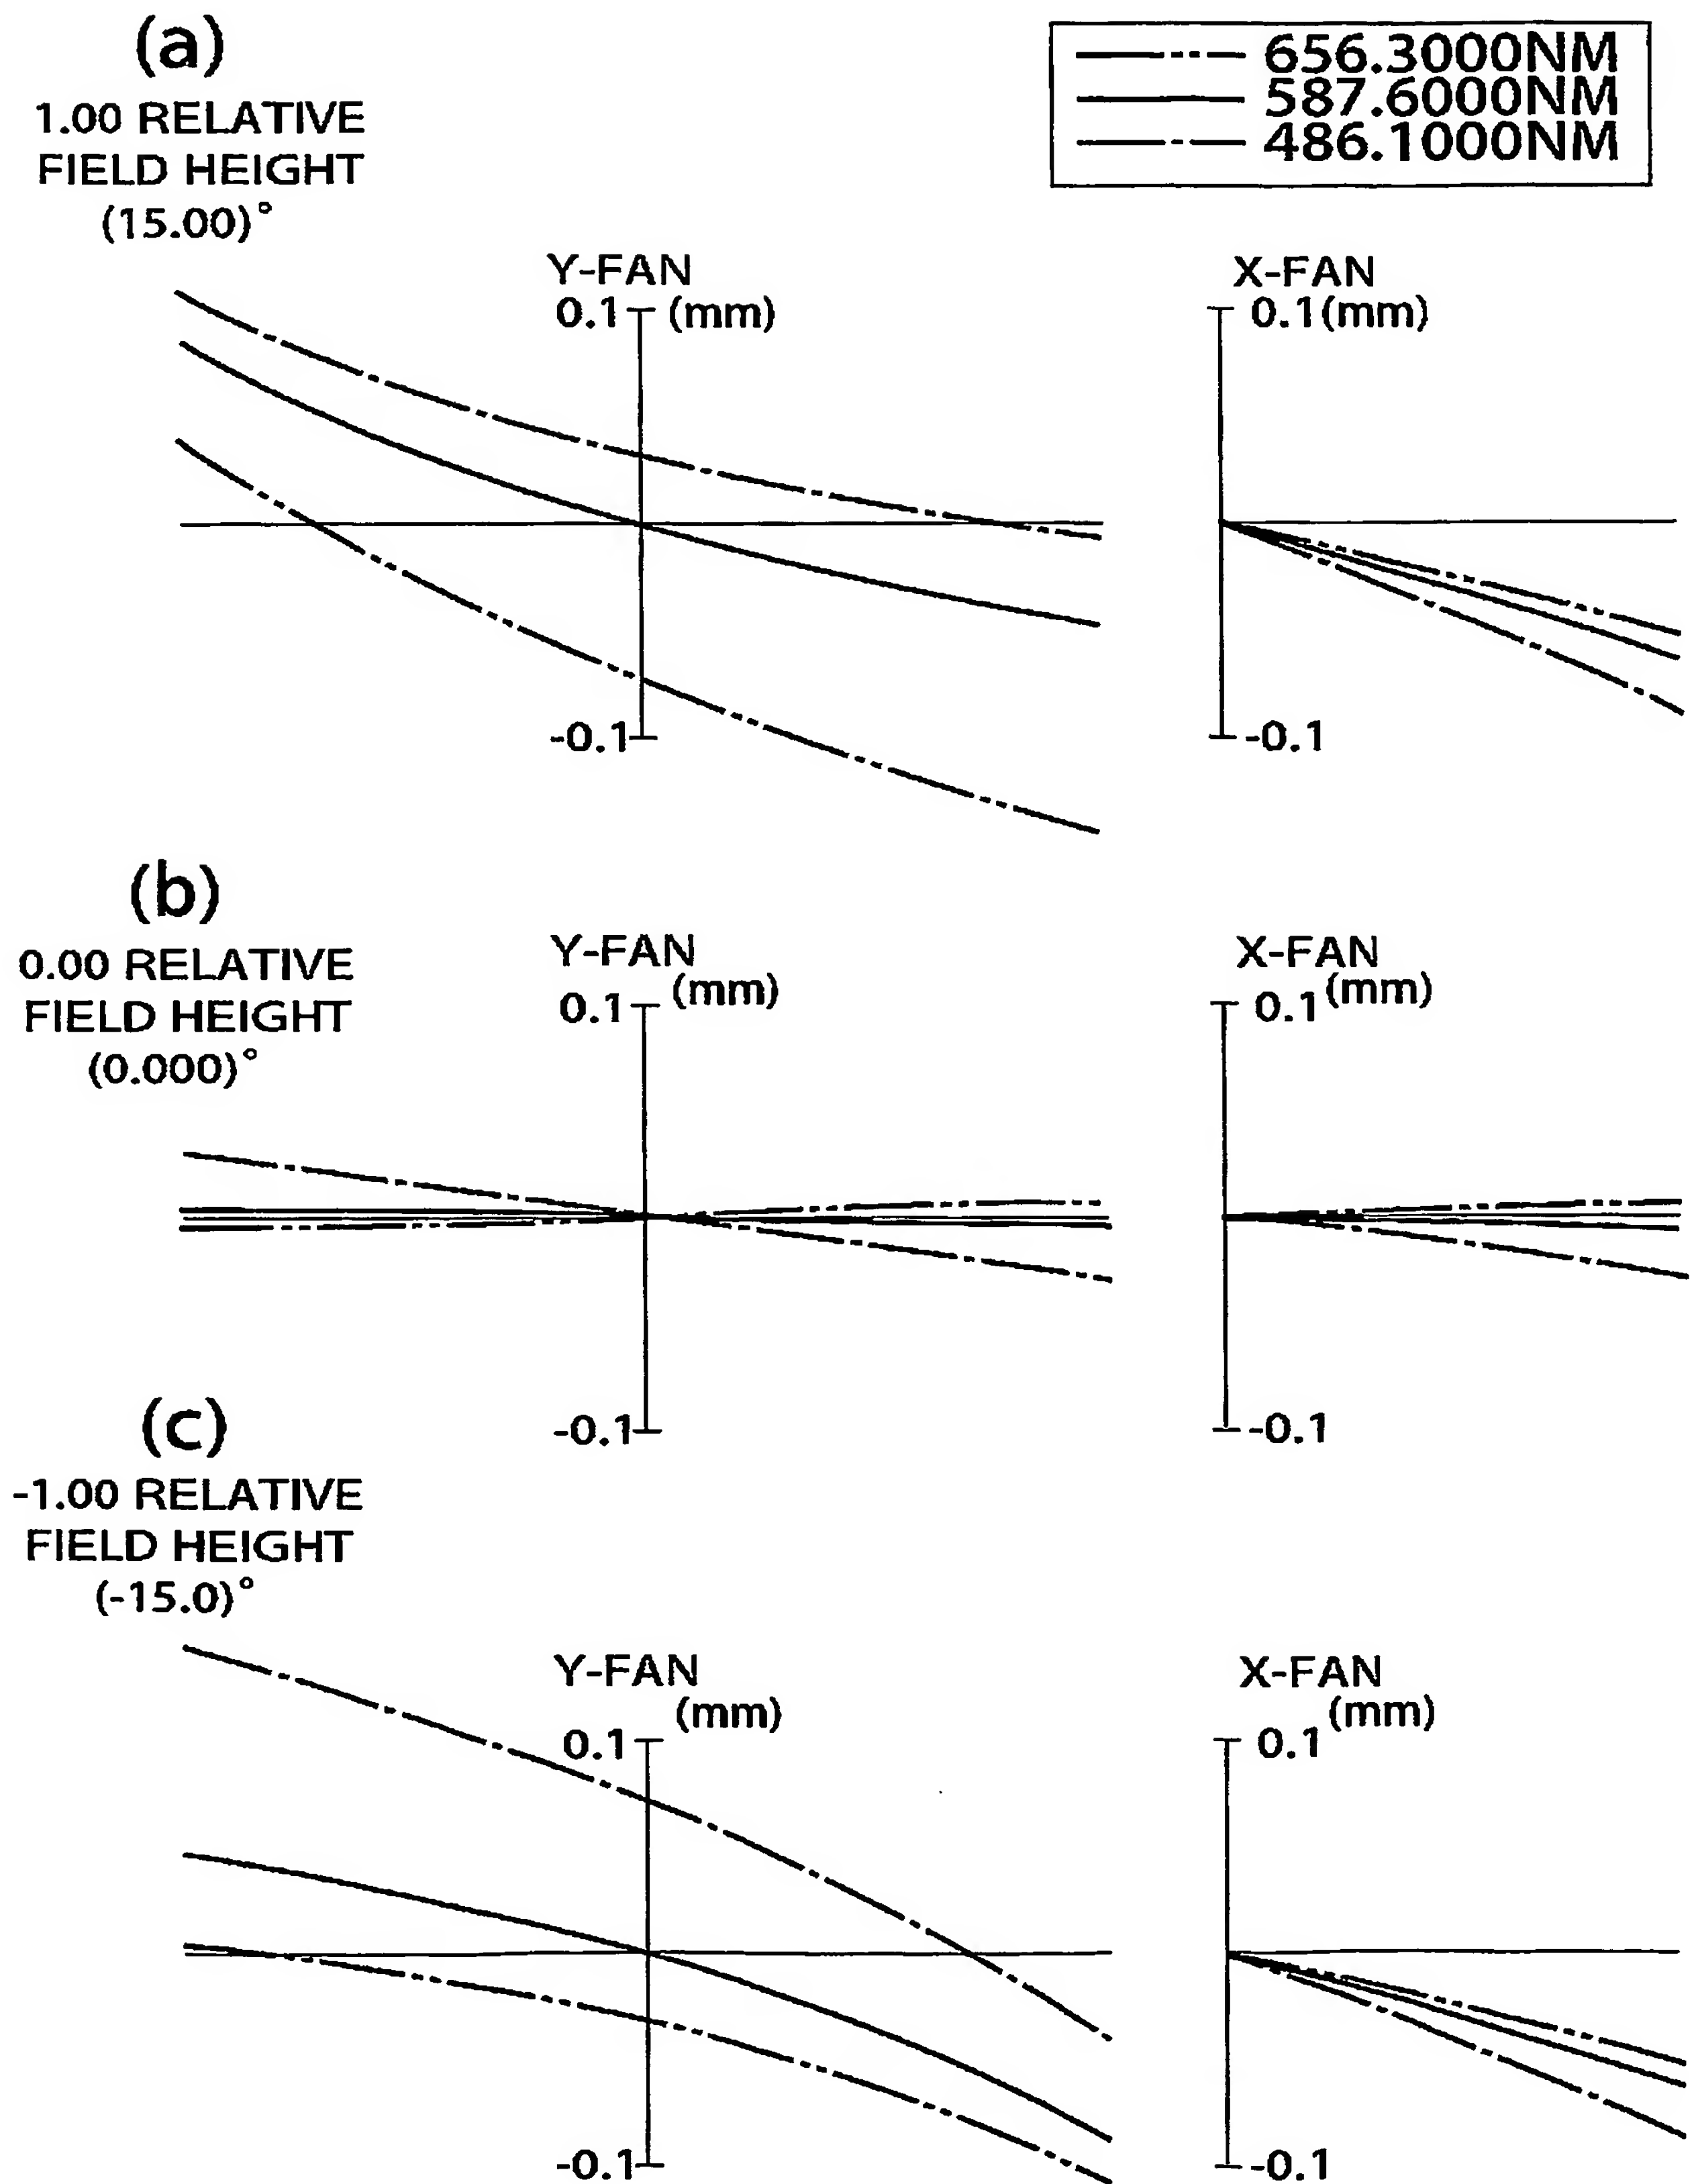 (a)
1.00 RELATIVE
FIELD HEIGHT
(15.00)°
656.3000NM
587.6000NM
486.1000NM
Y-FAN
0.1 (mm)
-0.1
X-FAN
0.1(mm)
-0.1
(b)
0.00 RELATIVE
FIELD HEIGHT
(0.000)°
Y-FAN
0.1 (mm)
-0.1
X-FAN
0.1 (mm)
-0.1
(c)
-1.00 RELATIVE
FIELD HEIGHT
(-15.0)°
Y-FAN
(mm)
0.1
-0.1
X-FAN
(mm)
0.1
-0.1